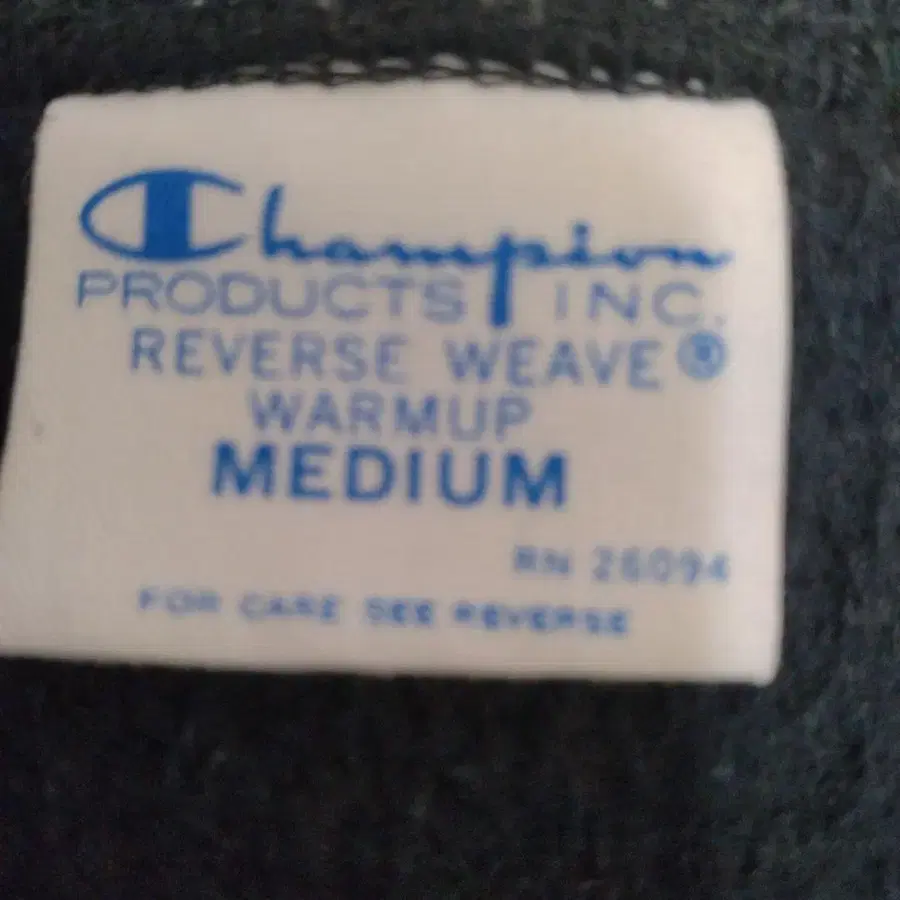 Champion
PRODUCTS INC.
REVERSE WEAVE®
WARMUP
MEDIUM
RN 26094
FOR CARE SEE REVERSE